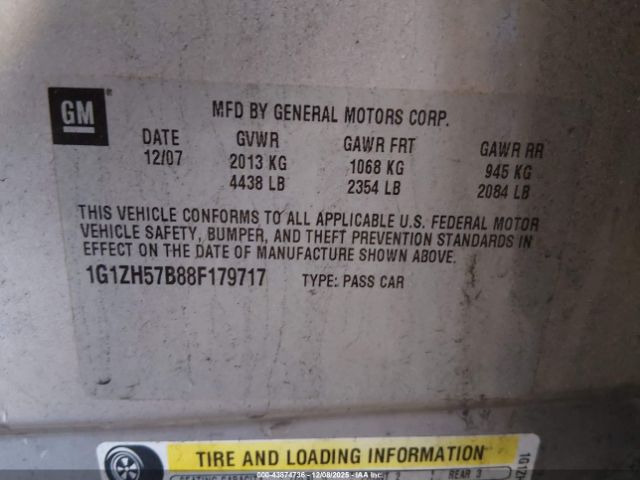 GM
MFD BY GENERAL MOTORS CORP.
DATE GVWR GAWR FRT GAWR RR
12/07 2013 KG 1068 KG 945 KG
4438 LB 2354 LB 2084 LB
THIS VEHICLE CONFORMS TO ALL APPLICABLE U.S. FEDERAL MOTOR
VEHICLE SAFETY, BUMPER, AND THEFT PREVENTION STANDARDS IN
EFFECT ON THE DATE OF MANUFACTURE SHOWN ABOVE.
1G1ZH57B88F179717 TYPE: PASS CAR
TIRE AND LOADING INFORMATION
REAR 3
000-43874736 - 12/08/2025 - IAA Inc.